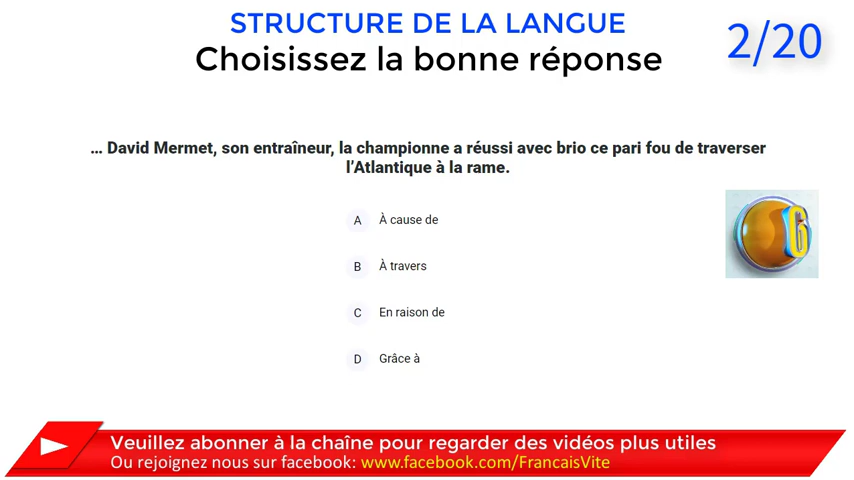 STRUCTURE DE LA LANGUE
Choisissez la bonne réponse
2/20
... David Mermet, son entraîneur, la championne a réussi avec brio ce pari fou de traverser
l'Atlantique à la rame.
A À cause de
B À travers
6
C En raison de
D Grâce à
Veuillez abonner à la chaîne pour regarder des vidéos plus utiles
Ou rejoignez nous sur facebook: www.facebook.com/FrancaisVite